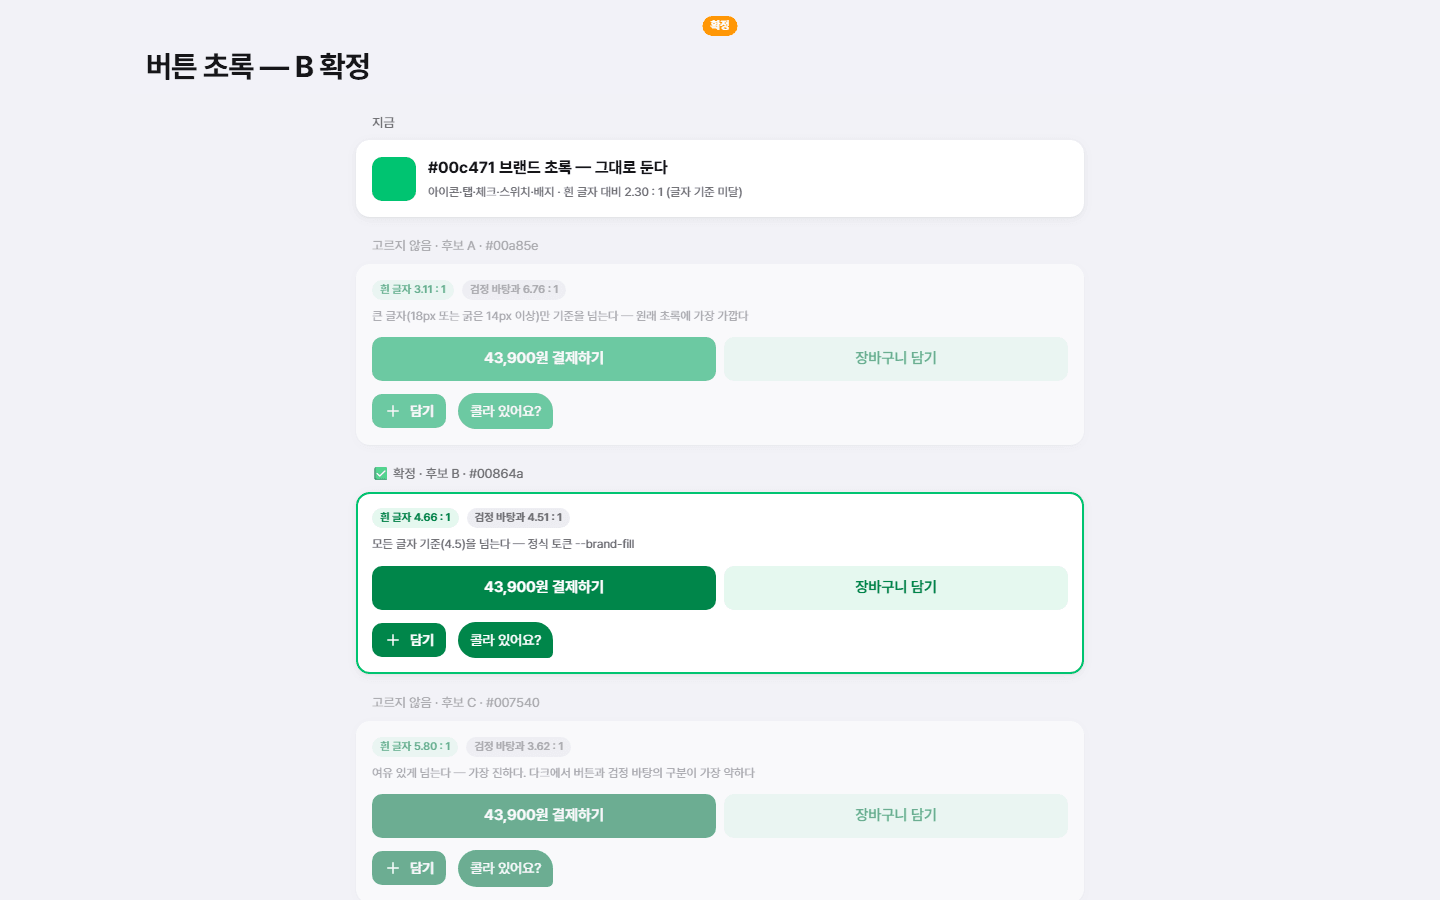 확정
버튼 초록 — B 확정
지금
#00c471 브랜드 초록 — 그대로 둔다
아이콘·탭·체크·스위치·배지 · 흰 글자 대비 2.30 : 1 (글자 기준 미달)
고르지 않음 · 후보 A · #00a85e
흰 글자 3.11 : 1 검정 바탕과 6.76 : 1
큰 글자(18px 또는 굵은 14px 이상)만 기준을 넘는다 — 원래 초록에 가장 가깝다
43,900원 결제하기 장바구니 담기
+ 담기 콜라 있어요?
✅ 확정 · 후보 B · #00864a
흰 글자 4.66 : 1 검정 바탕과 4.51 : 1
모든 글자 기준(4.5)을 넘는다 — 정식 토큰 --brand-fill
43,900원 결제하기 장바구니 담기
+ 담기 콜라 있어요?
고르지 않음 · 후보 C · #007540
흰 글자 5.80 : 1 검정 바탕과 3.62 : 1
여유 있게 넘는다 — 가장 진하다. 다크에서 버튼과 검정 바탕의 구분이 가장 약하다
43,900원 결제하기 장바구니 담기
+ 담기 콜라 있어요?